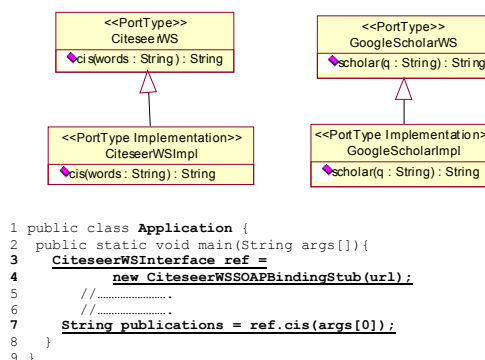 <<PortType>>
CiteseerWS
cis(words : String) : String
<<PortType>>
GoogleScholarWS
scholar(q : String) : String
<<PortType Implementation>>
CiteseerWSImpl
cis(words : String) : String
<<PortType Implementation>
GoogleScholarImpl
scholar(q : String) : String
1 public class Application {
2 public static void main(String args[]){
3 CiteseerWSInterface ref =
4 new CiteseerWSSOAPBindingStub(url);
5 //…………………….
6 //…………………….
7 String publications = ref.cis(args[0]);
8 }
9 }